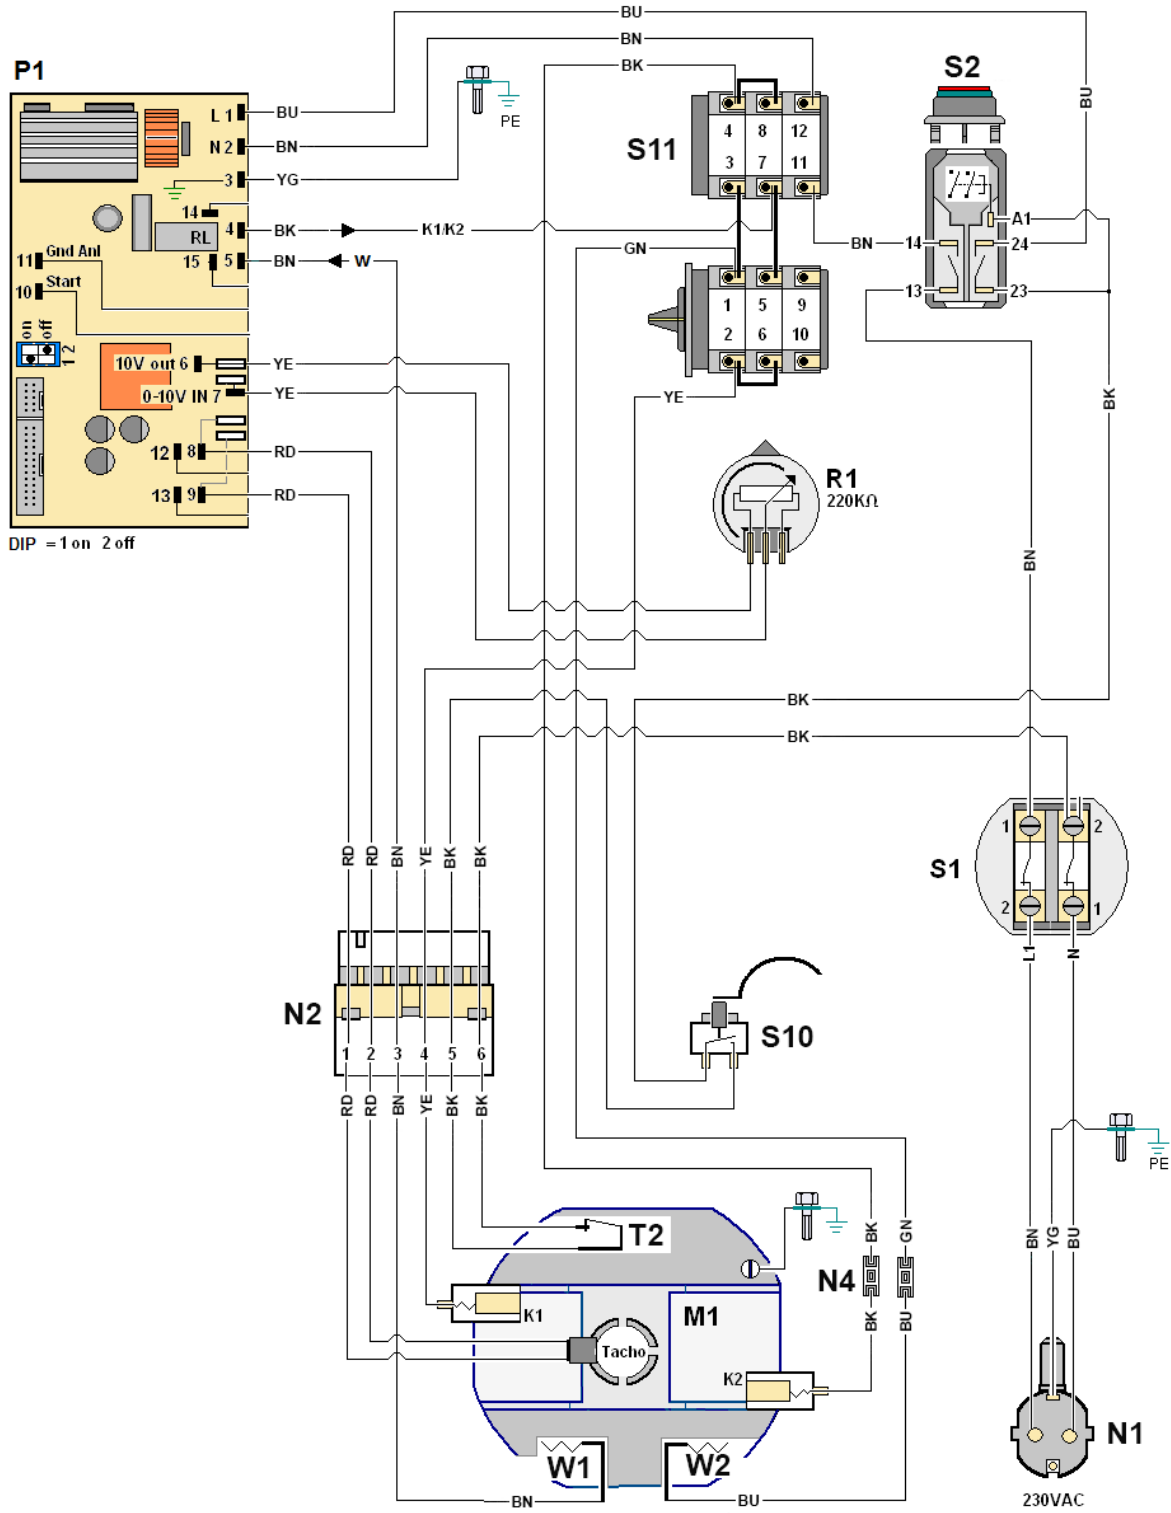 BU
BN
BK
P1
S2
L 1
BU
PE
BU
N 2
BN
S11
4 8 12
3 7 11
3
YG
14
RL
4
BK
K1/K2
A1
15
5
BN
W
11
Gnd Anl
GN
BN
14
24
10
Start
13
23
on
off
1 2
1 5 9
2 6 10
10V out 6
YE
0-10V IN 7
YE
YE
BK
12
8
RD
13
9
RD
R1
220KΩ
DIP = 1 on 2 off
BN
BK
BK
RD
RD
BN
YE
BK
BK
S1
1
2
2
1
L1
N
N2
1 2 3 4 5 6
S10
RD
RD
BN
YE
BK
BK
PE
T2
BK
GN
BN
YG
BU
N4
K1
M1
BK
BU
Tacho
K2
N1
W1
W2
BN
BU
230VAC